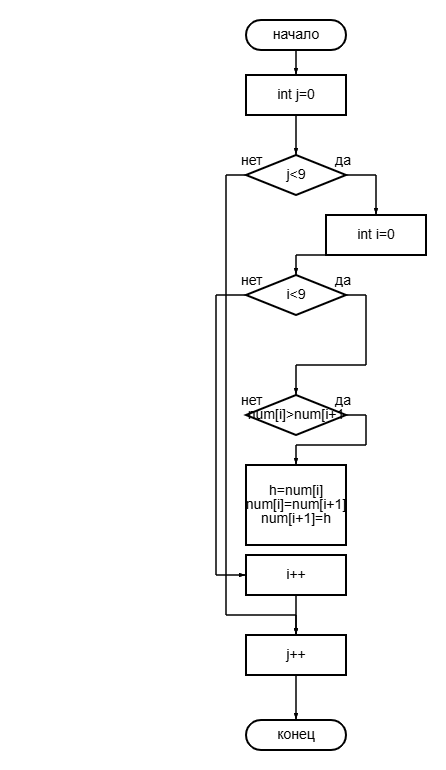 начало
int j=0
нет
да
j<9
int i=0
нет
да
i<9
нет
да
num[i]>num[i+1
h=num[i]
num[i]=num[i+1]
num[i+1]=h
i++
j++
конец